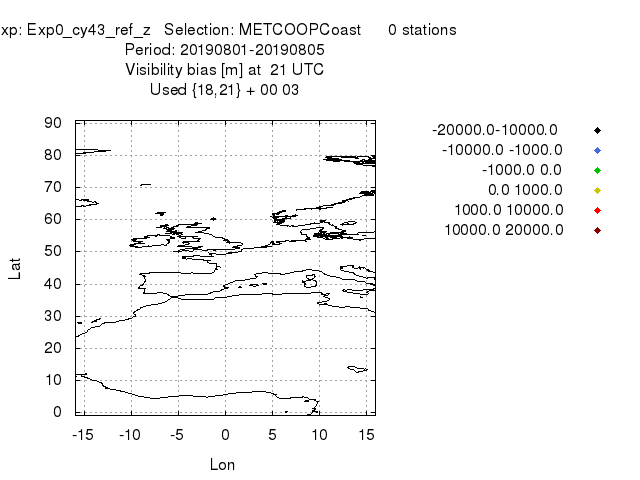 xp: Exp0_cy43_ref_z Selection: METCOOPCoast 0 stations
Period: 20190801-20190805
Visibility bias [m] at 21 UTC
Used {18,21} + 00 03
-20000.0-10000.0
-10000.0 -1000.0
-1000.0 0.0
0.0 1000.0
1000.0 10000.0
10000.0 20000.0
90
80
70
60
50
40
30
20
10
0
Lat
-15 -10 -5 0 5 10 15
Lon